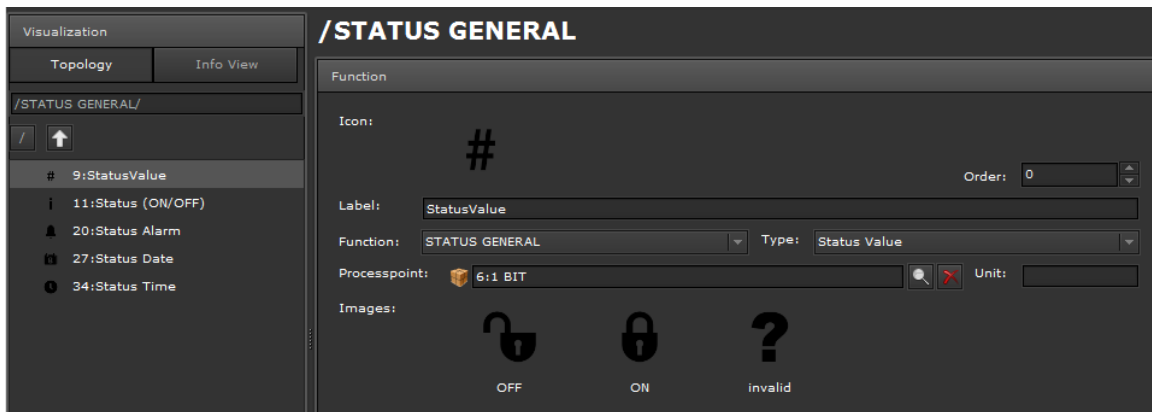 Visualization
Topology
Info View
/STATUS GENERAL/
/
# 9:StatusValue
i 11:Status (ON/OFF)
20:Status Alarm
27:Status Date
34:Status Time
/STATUS GENERAL
Function
Icon:
#
Order: 0
Label: StatusValue
Function: STATUS GENERAL Type: Status Value
Processpoint: 6:1 BIT Unit:
Images:
?
OFF ON invalid